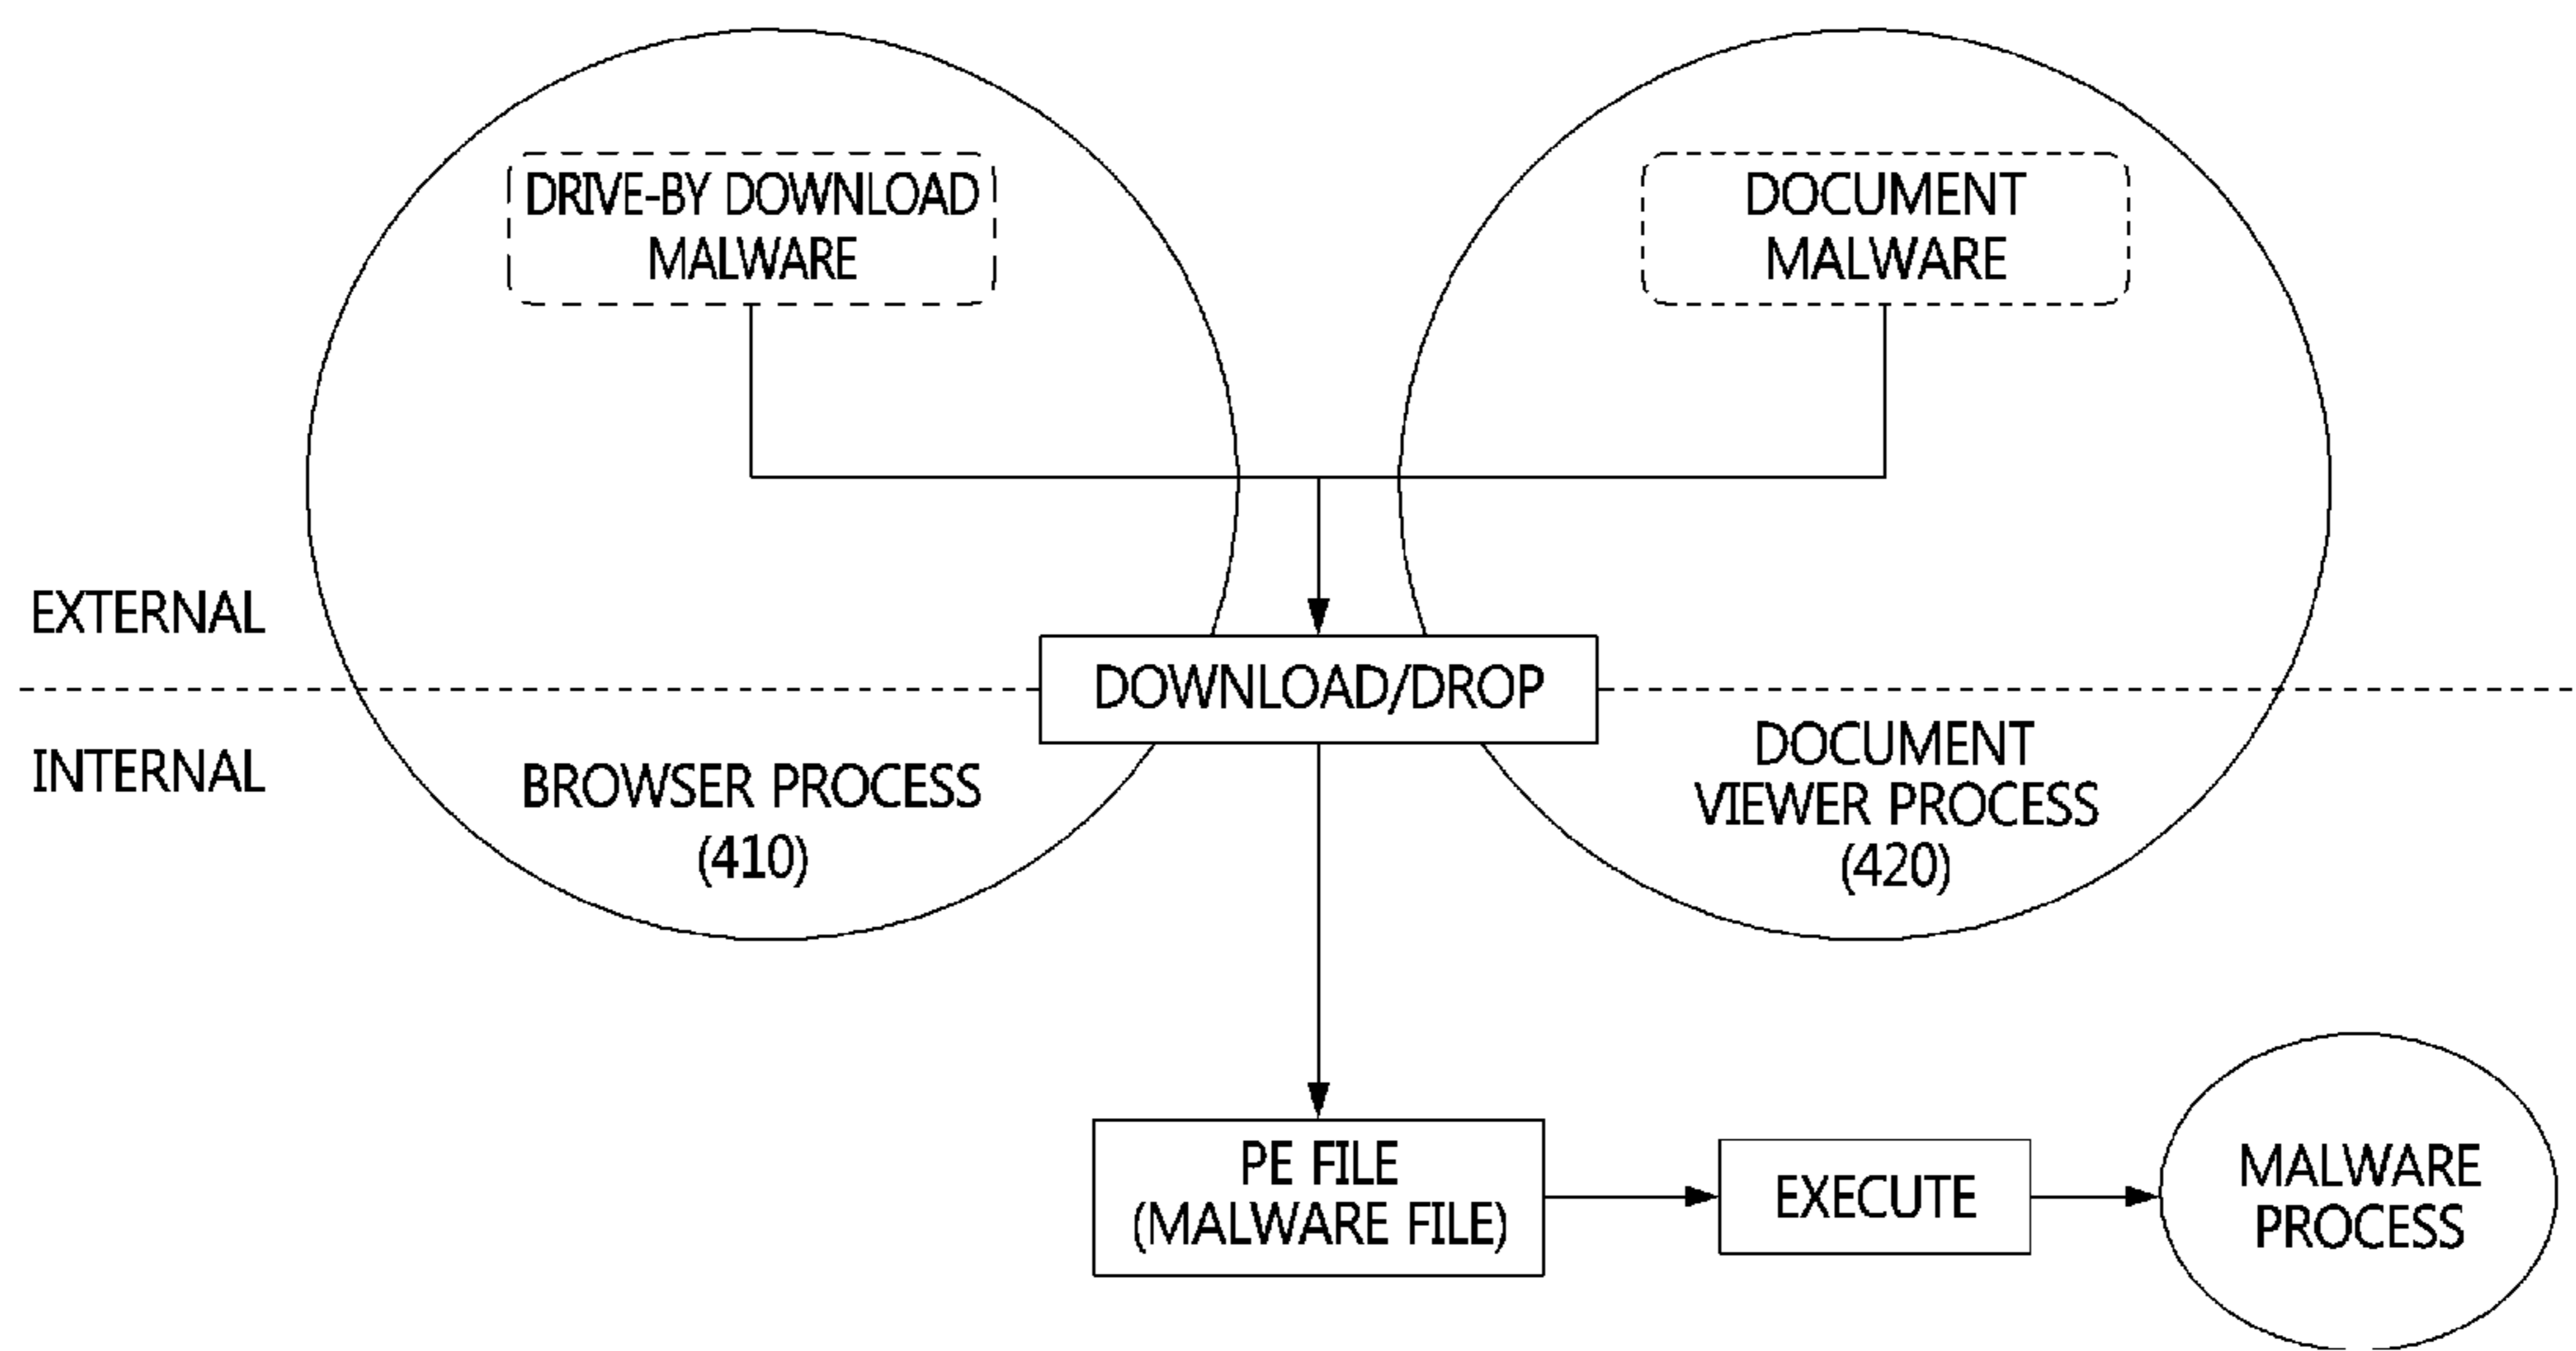 DRIVE-BY DOWNLOAD
MALWARE
DOCUMENT
MALWARE
EXTERNAL
DOWNLOAD/DROP
INTERNAL
BROWSER PROCESS
(410)
DOCUMENT
VIEWER PROCESS
(420)
PE FILE
(MALWARE FILE)
EXECUTE
MALWARE
PROCESS